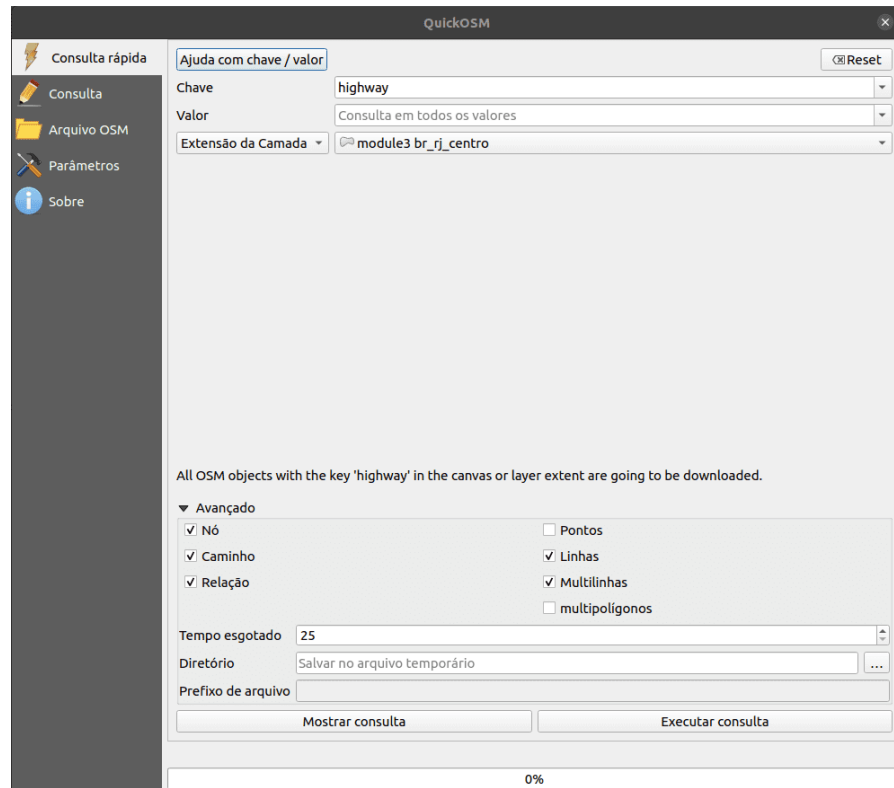 QuickOSM
Consulta rápida
Consulta
Arquivo OSM
Parâmetros
Sobre
Ajuda com chave / valor
Reset
Chave
highway
Valor
Consulta em todos os valores
Extensão da Camada
module3 br_rj_centro
All OSM objects with the key 'highway' in the canvas or layer extent are going to be downloaded.
Avançado
Nó
Pontos
Caminho
Linhas
Relação
Multilinhas
multipolígonos
Tempo esgotado 25
Diretório Salvar no arquivo temporário ...
Prefixo de arquivo
Mostrar consulta
Executar consulta
0%